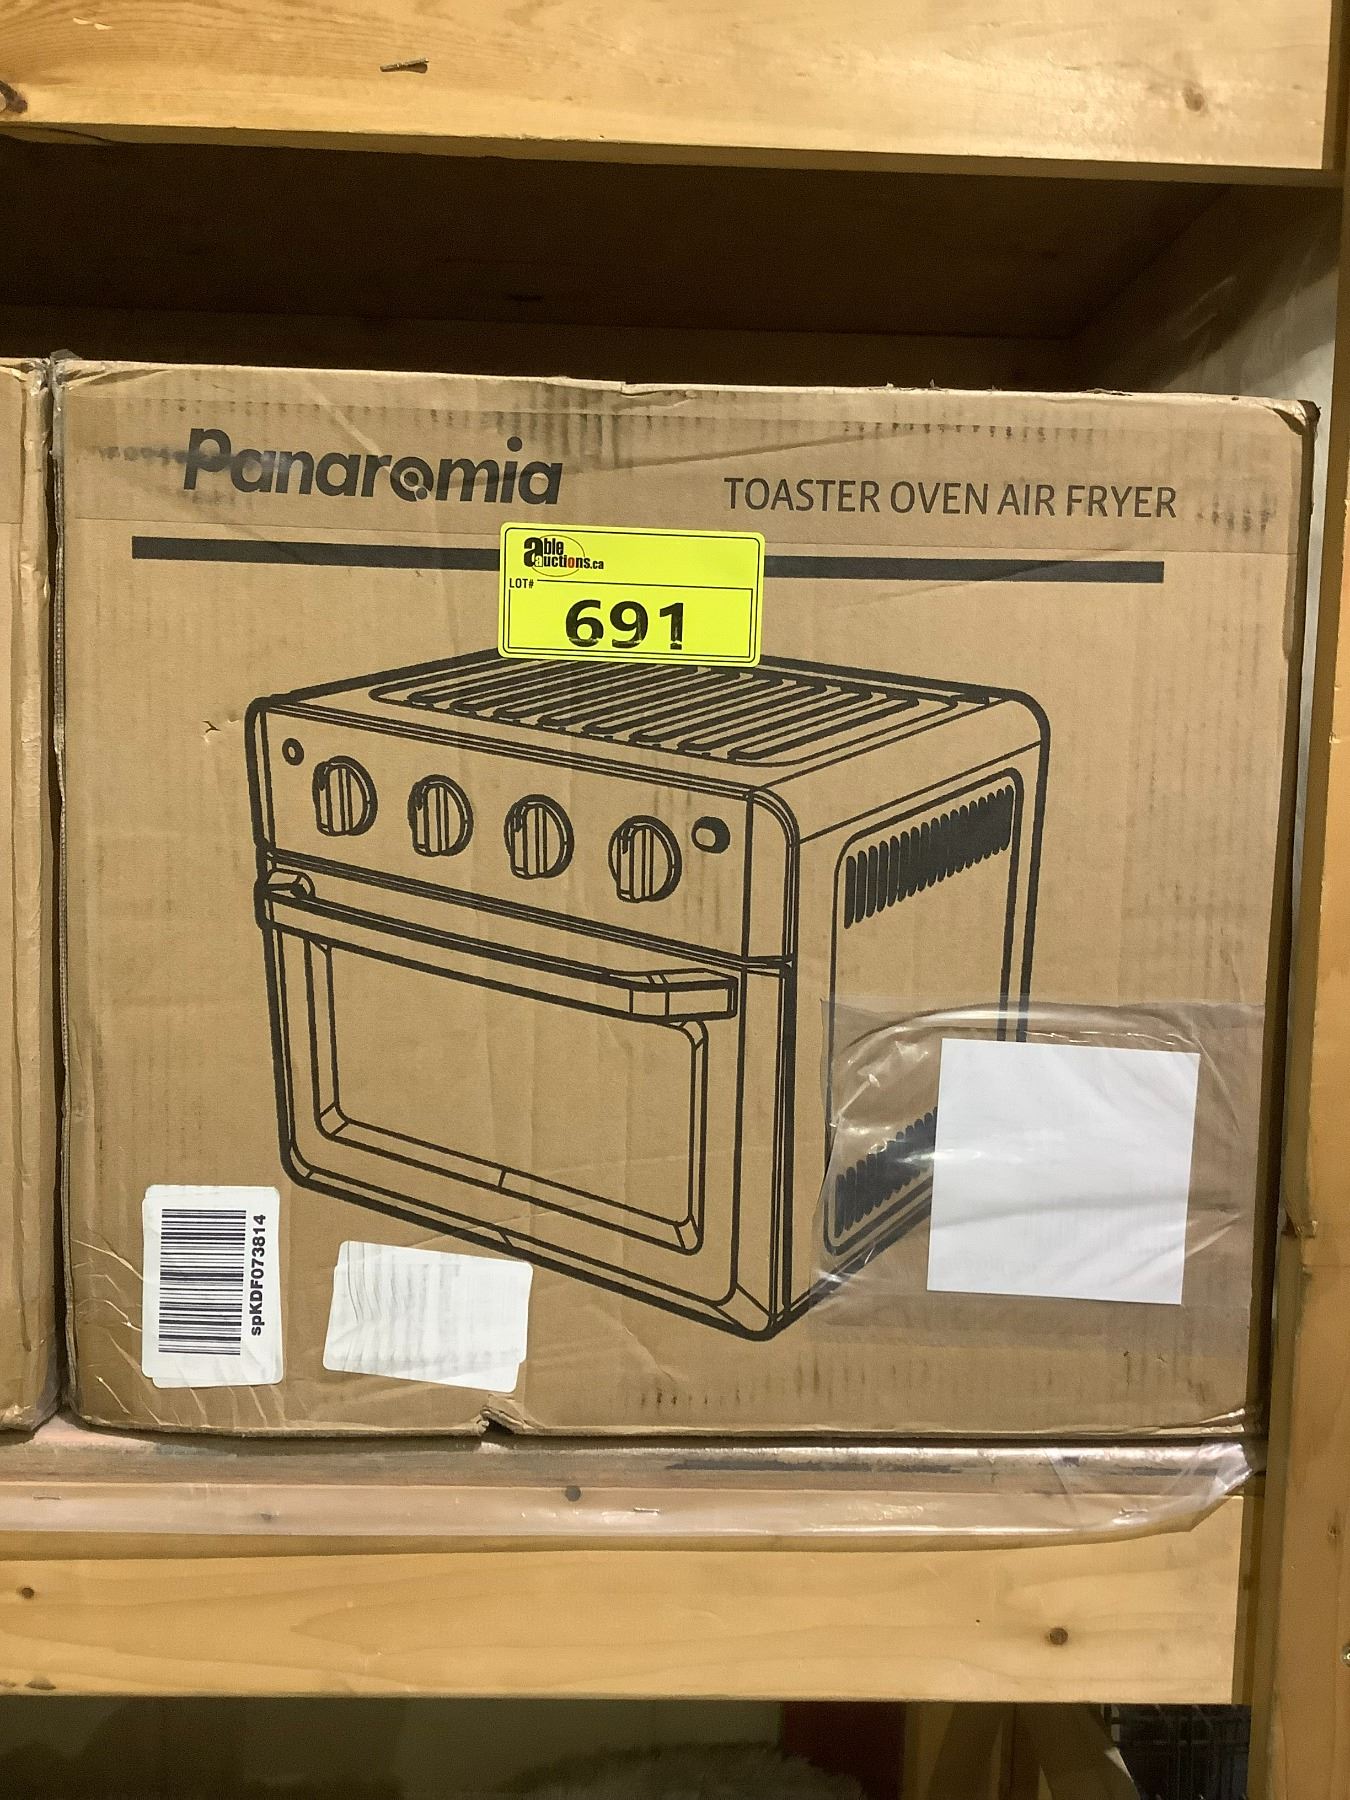 Panaromia
TOASTER OVEN AIR FRYER
able
auctions.ca
LOT#
691
spKDF073814